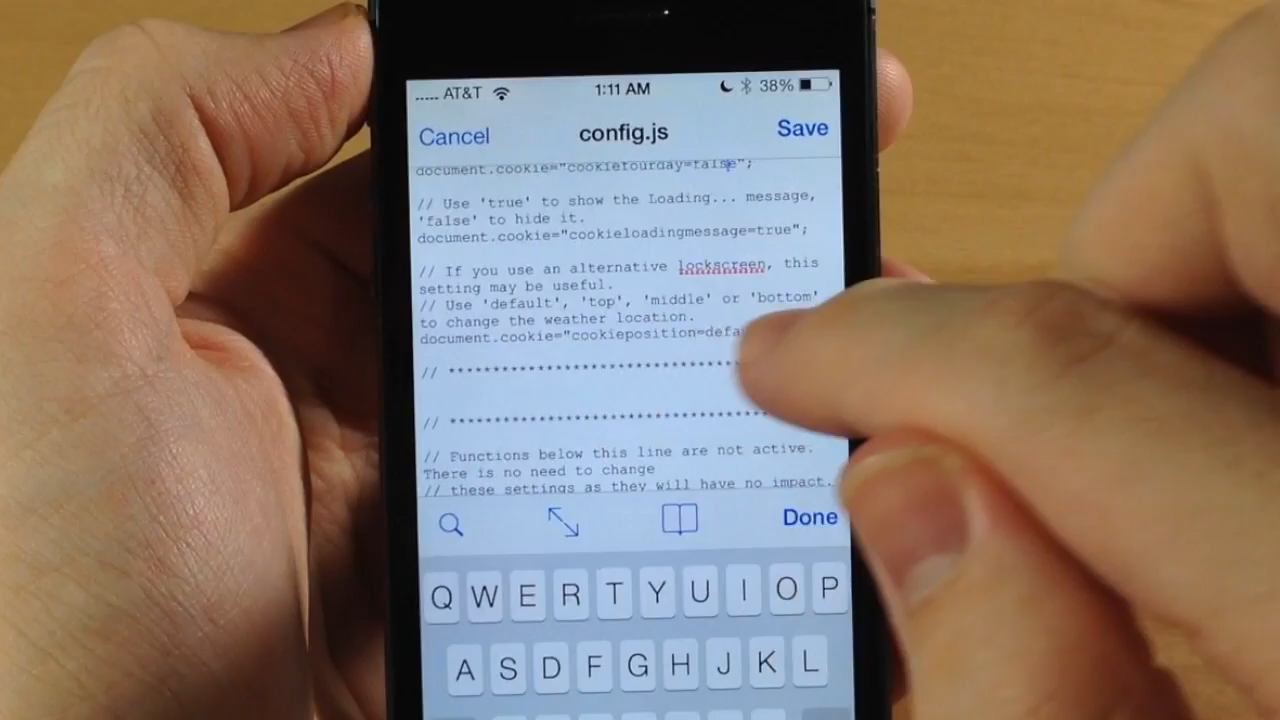 ..... AT&T 1:11 AM 38%
Cancel config.js Save
document.cookie="cookiefourday=false";
// Use 'true' to show the Loading... message,
'false' to hide it.
document.cookie="cookieloadingmessage=true";
// If you use an alternative lockscreen, this
setting may be useful.
// Use 'default', 'top', 'middle' or 'bottom'
to change the weather location.
document.cookie="cookieposition=defa
// ************************************
// ************************************
// Functions below this line are not active.
There is no need to change
// these settings as they will have no impact.
Done
Q W E R T Y U I O P
A S D F G H J K L